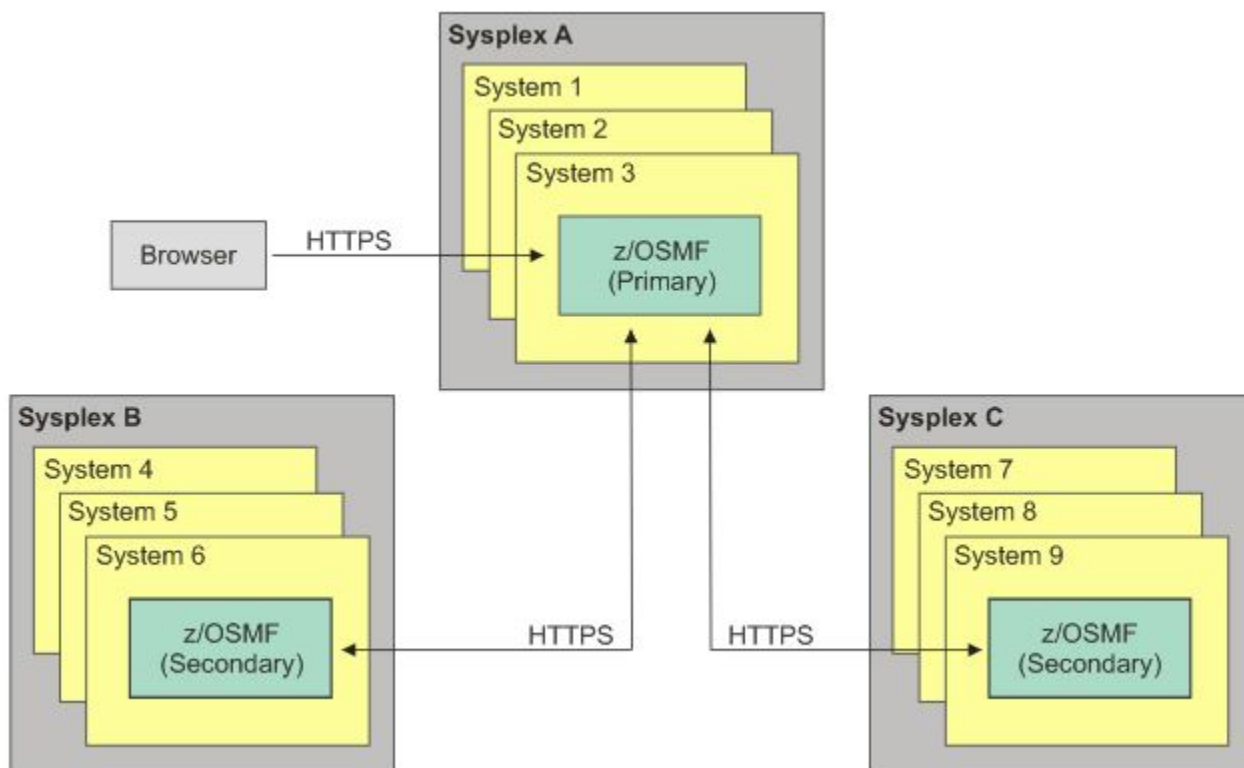 Sysplex A
System 1
System 2
System 3
Browser
HTTPS
z/OSMF
(Primary)
Sysplex B
System 4
System 5
System 6
z/OSMF
(Secondary)
HTTPS
HTTPS
Sysplex C
System 7
System 8
System 9
z/OSMF
(Secondary)